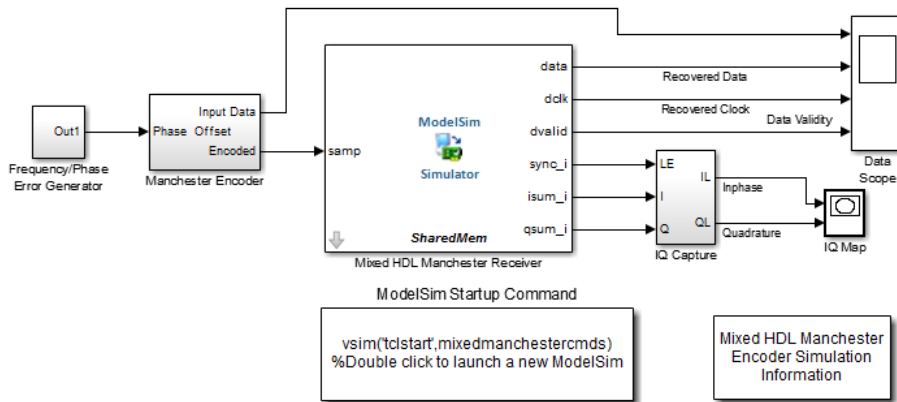 Out1
Frequency/Phase
Error Generator
Input Data
Phase Offset
Encoded
Manchester Encoder
samp
ModelSim
Simulator
SharedMem
data
dclk
dvalid
sync_i
isum_i
qsum_i
Mixed HDL Manchester Receiver
Recovered Data
Recovered Clock
Data Validity
Data
Scope
LE
I
Q
IL
QL
IQ Capture
Inphase
Quadrature
IQ Map
ModelSim Startup Command
vsim('tclstart',mixedmanchestercmds)
%Double click to launch a new ModelSim
Mixed HDL Manchester
Encoder Simulation
Information